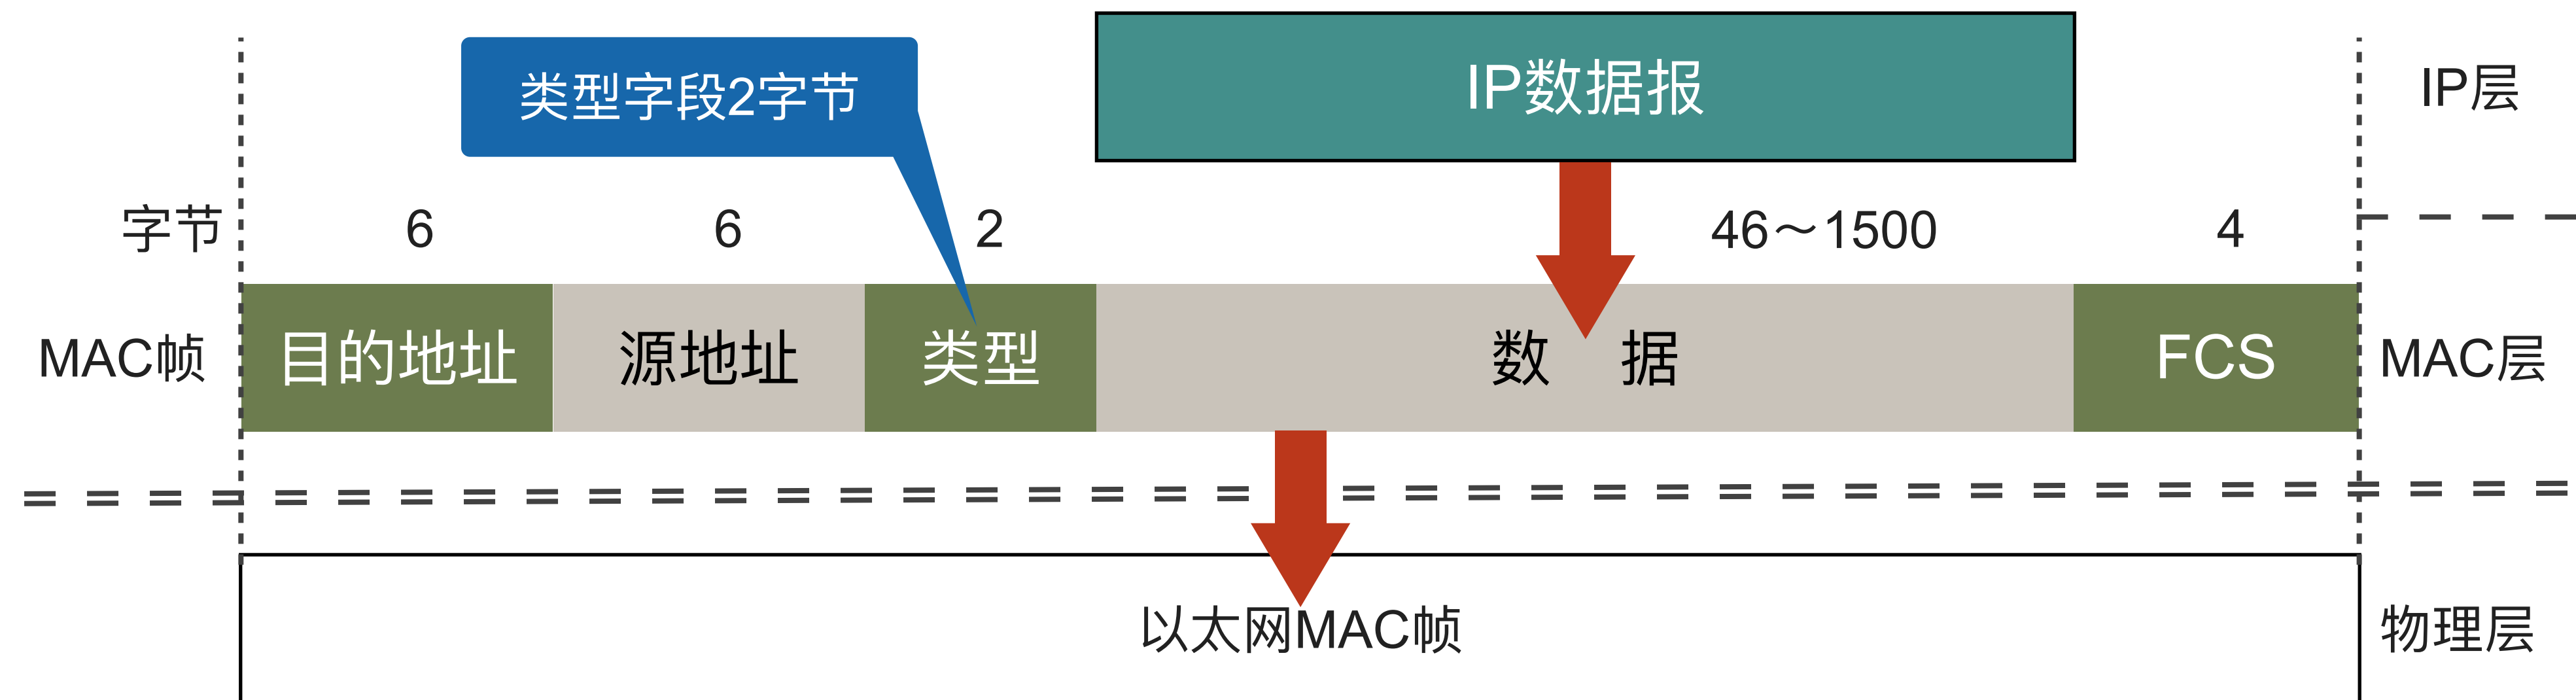 IP数据报
类型字段2字节
IP层
字节 6 6 2 46～1500 4
MAC帧 目的地址 源地址 类型 数 据 FCS MAC层
以太网MAC帧 物理层